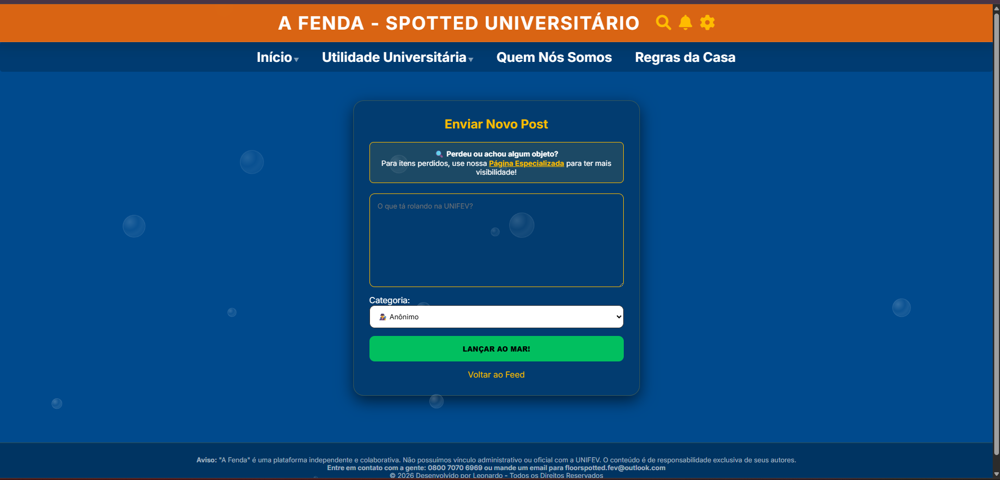 A FENDA - SPOTTED UNIVERSITÁRIO
Início Utilidade Universitária Quem Nós Somos Regras da Casa
Enviar Novo Post
Perdeu ou achou algum objeto?
Para itens perdidos, use nossa Página Especializada para ter mais
visibilidade!
O que tá rolando na UNIFEV?
Categoria:
Anônimo
LANÇAR AO MAR!
Voltar ao Feed
Aviso: "A Fenda" é uma plataforma independente e colaborativa. Não possuímos vínculo administrativo ou oficial com a UNIFEV. O conteúdo é de responsabilidade exclusiva de seus autores.
Entre em contato com a gente: 0800 7070 6969 ou mande um email para floorspotted.fev@outlook.com
© 2026 Desenvolvido por Leonardo - Todos os Direitos Reservados